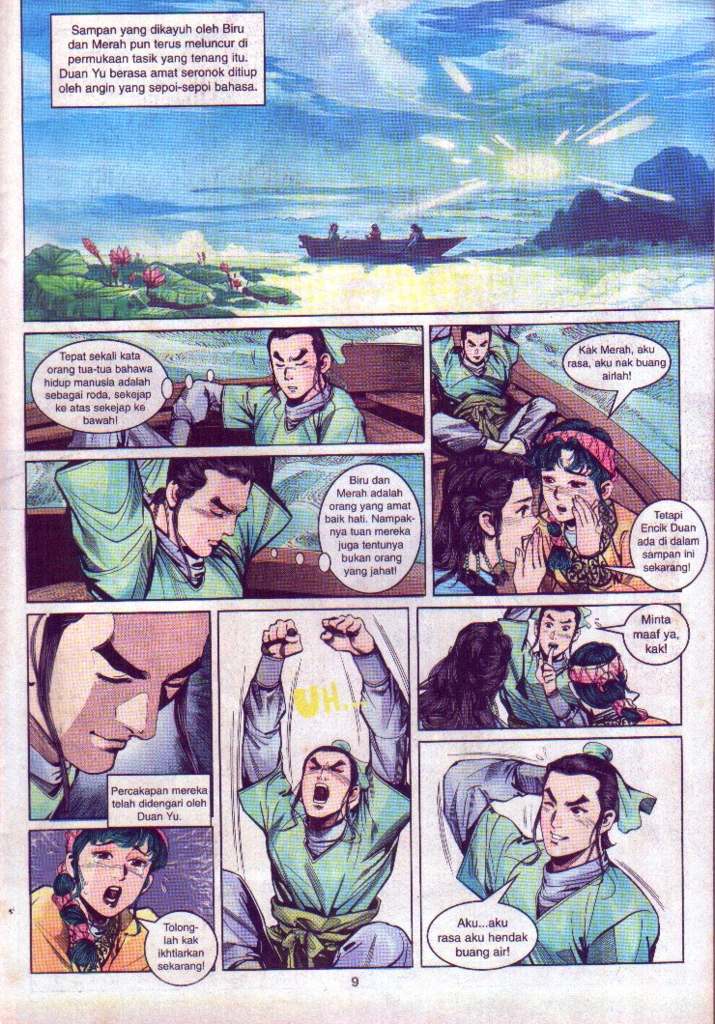 Sampan yang dikayuh oleh Biru
dan Merah pun terus meluncur di
permukaan tasik yang tenang itu.
Duan Yu berasa amat seronok ditiup
oleh angin yang sepoi-sepoi bahasa.
Tepat sekali kata
orang tua-tua bahawa
hidup manusia adalah
sebagai roda, sekejap
ke atas sekejap ke
bawah!
Kak Merah, aku
rasa, aku nak buang
airlah!
Biru dan
Merah adalah
orang yang amat
baik hati. Nampak-
nya tuan mereka
juga tentunya
bukan orang
yang jahat!
Tetapi
Encik Duan
ada di dalam
sampan ini
sekarang!
Percakapan mereka
telah didengari oleh
Duan Yu.
UH...
Minta
maaf ya,
kak!
Tolong-
lah kak
ikhtiarkan
sekarang!
Aku...aku
rasa aku hendak
buang air!
9